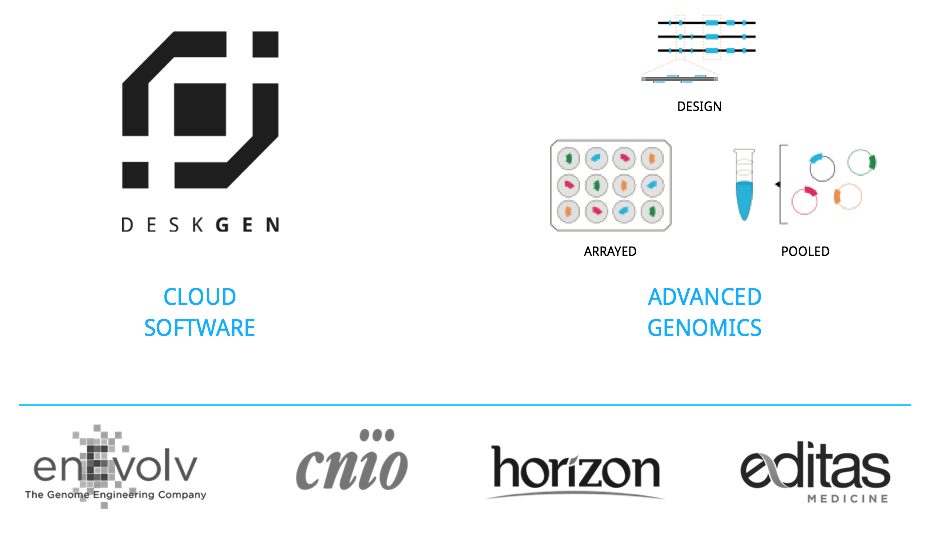 DESKGEN
CLOUD
SOFTWARE
DESIGN
ARRAYED
POOLED
ADVANCED
GENOMICS
enEvolv
The Genome Engineering Company
cnio
horizon
editas
MEDICINE